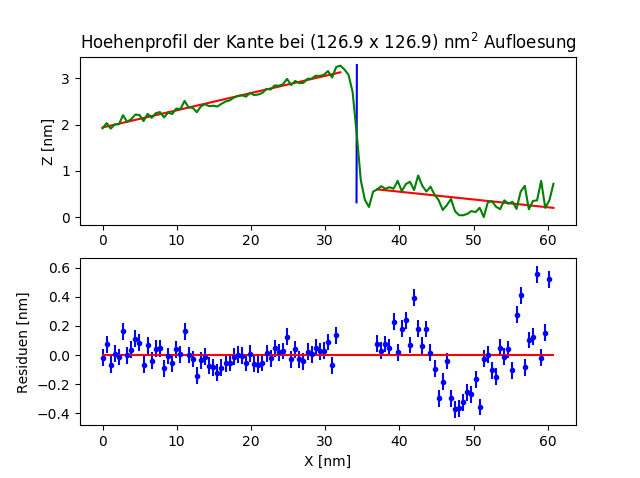 Hoehenprofil der Kante bei (126.9 x 126.9) nm² Aufloesung
Z [nm]
3
2
1
0
0 10 20 30 40 50 60
Residuen [nm]
0.6
0.4
0.2
0.0
−0.2
−0.4
0 10 20 30 40 50 60
X [nm]